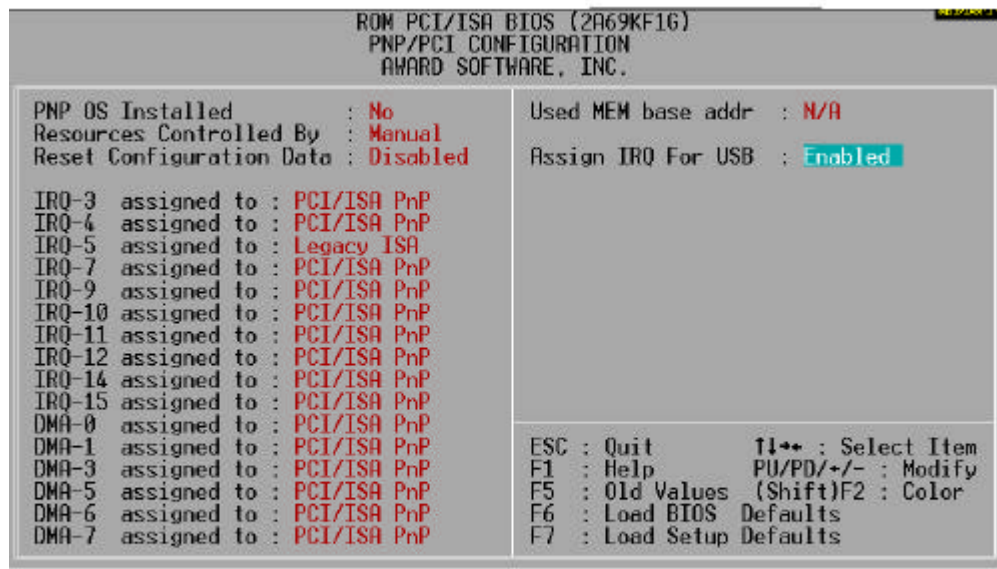 ROM PCI/ISA BIOS (2A69KF1G)
PNP/PCI CONFIGURATION
AWARD SOFTWARE, INC.
PNP OS Installed : No
Resources Controlled By : Manual
Reset Configuration Data : Disabled
IRQ-3 assigned to : PCI/ISA PnP
IRQ-4 assigned to : PCI/ISA PnP
IRQ-5 assigned to : Legacy ISA
IRQ-7 assigned to : PCI/ISA PnP
IRQ-9 assigned to : PCI/ISA PnP
IRQ-10 assigned to : PCI/ISA PnP
IRQ-11 assigned to : PCI/ISA PnP
IRQ-12 assigned to : PCI/ISA PnP
IRQ-14 assigned to : PCI/ISA PnP
IRQ-15 assigned to : PCI/ISA PnP
DMA-0 assigned to : PCI/ISA PnP
DMA-1 assigned to : PCI/ISA PnP
DMA-3 assigned to : PCI/ISA PnP
DMA-5 assigned to : PCI/ISA PnP
DMA-6 assigned to : PCI/ISA PnP
DMA-7 assigned to : PCI/ISA PnP
Used MEM base addr : N/A
Assign IRQ For USB : Enabled
ESC : Quit ↑↓→← : Select Item
F1 : Help PU/PD/+/- : Modify
F5 : Old Values (Shift)F2 : Color
F6 : Load BIOS Defaults
F7 : Load Setup Defaults